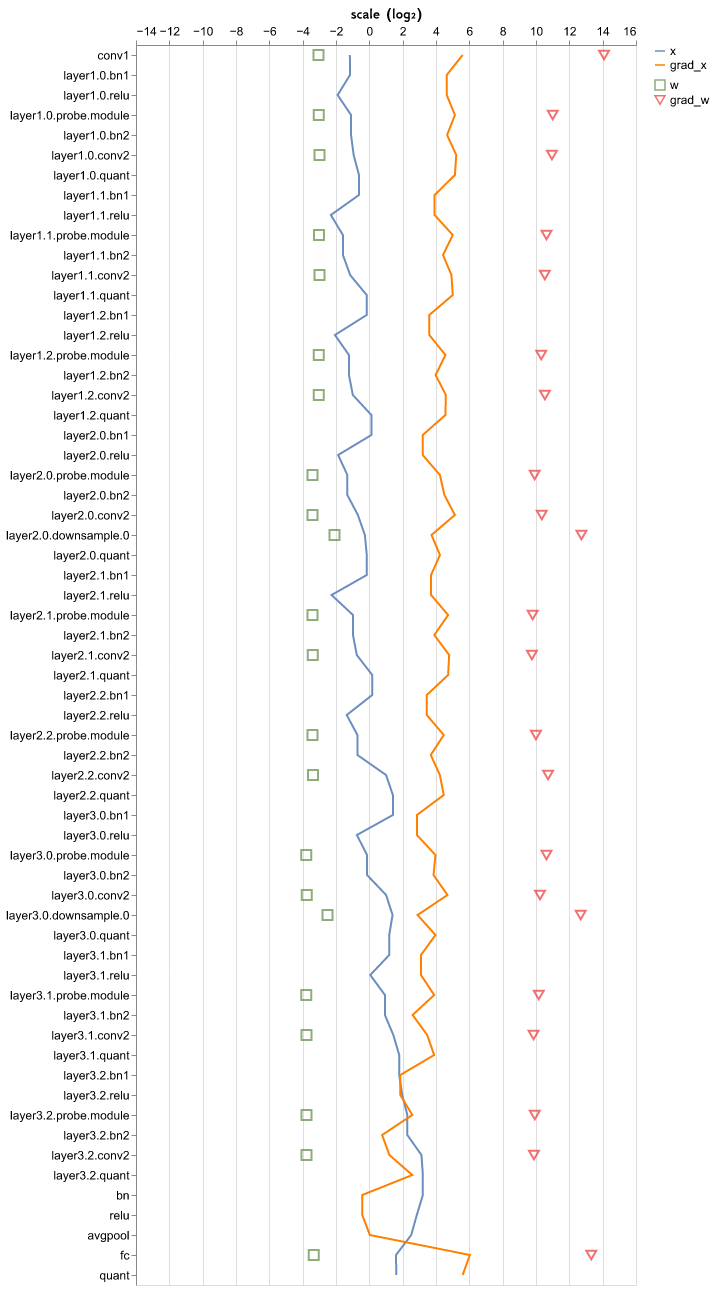 scale (log₂)
−14 −12 −10 −8 −6 −4 −2 0 2 4 6 8 10 12 14 16
x
grad_x
w
grad_w
conv1
layer1.0.bn1
layer1.0.relu
layer1.0.probe.module
layer1.0.bn2
layer1.0.conv2
layer1.0.quant
layer1.1.bn1
layer1.1.relu
layer1.1.probe.module
layer1.1.bn2
layer1.1.conv2
layer1.1.quant
layer1.2.bn1
layer1.2.relu
layer1.2.probe.module
layer1.2.bn2
layer1.2.conv2
layer1.2.quant
layer2.0.bn1
layer2.0.relu
layer2.0.probe.module
layer2.0.bn2
layer2.0.conv2
layer2.0.downsample.0
layer2.0.quant
layer2.1.bn1
layer2.1.relu
layer2.1.probe.module
layer2.1.bn2
layer2.1.conv2
layer2.1.quant
layer2.2.bn1
layer2.2.relu
layer2.2.probe.module
layer2.2.bn2
layer2.2.conv2
layer2.2.quant
layer3.0.bn1
layer3.0.relu
layer3.0.probe.module
layer3.0.bn2
layer3.0.conv2
layer3.0.downsample.0
layer3.0.quant
layer3.1.bn1
layer3.1.relu
layer3.1.probe.module
layer3.1.bn2
layer3.1.conv2
layer3.1.quant
layer3.2.bn1
layer3.2.relu
layer3.2.probe.module
layer3.2.bn2
layer3.2.conv2
layer3.2.quant
bn
relu
avgpool
fc
quant